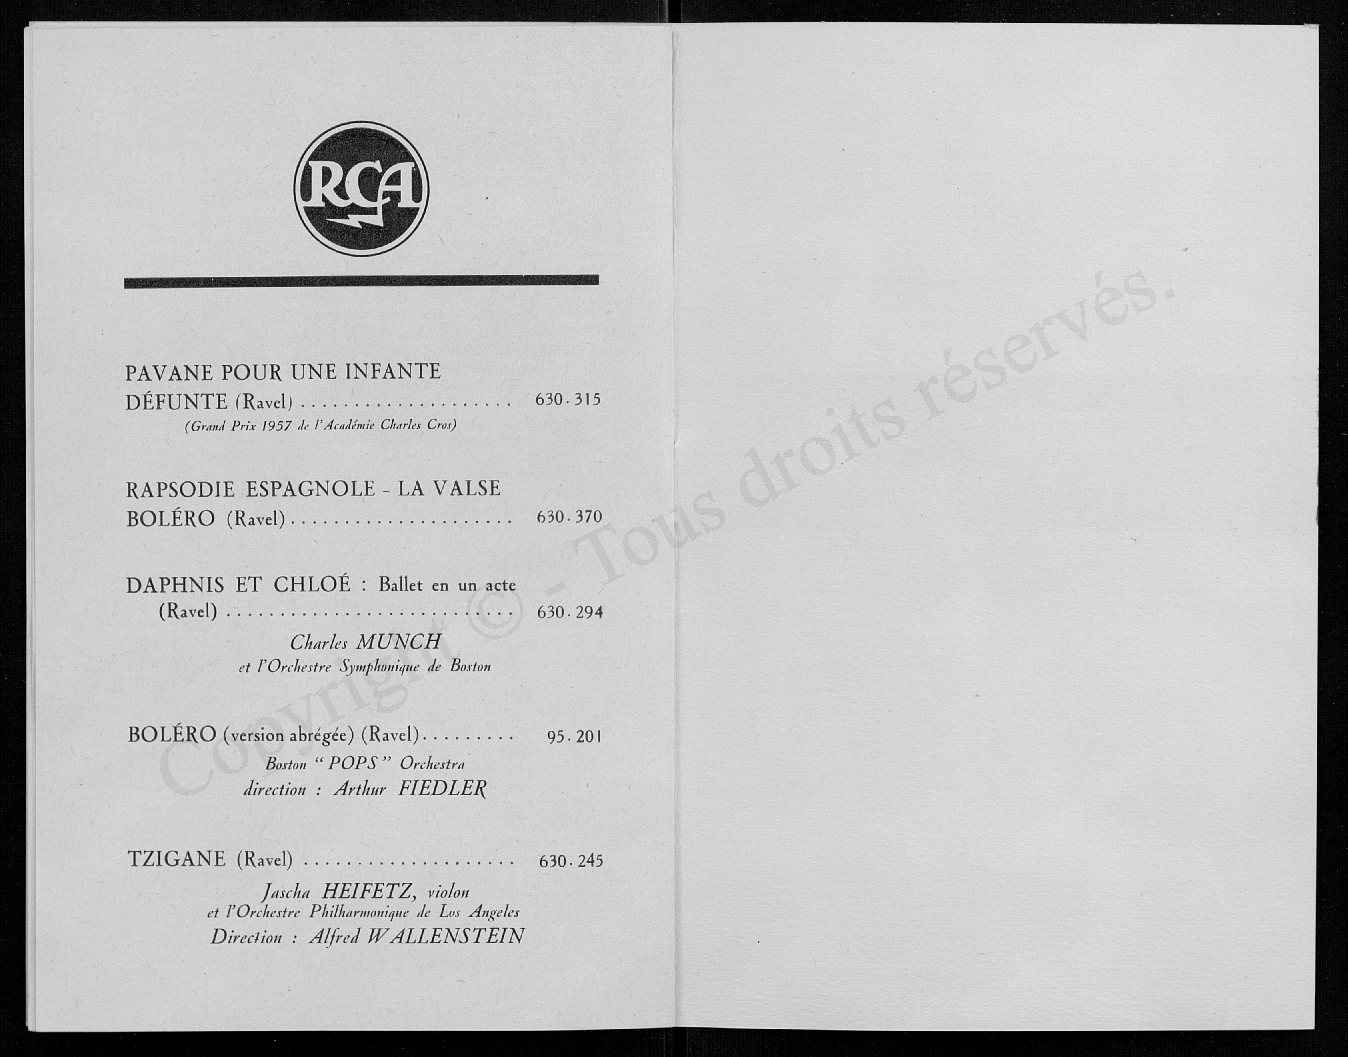 RCA
PAVANE POUR UNE INFANTE
DÉFUNTE (Ravel) .................... 630.315
(Grand Prix 1957 de l'Académie Charles Cros)
RAPSODIE ESPAGNOLE - LA VALSE
BOLÉRO (Ravel) ..................... 630.370
DAPHNIS ET CHLOÉ : Ballet en un acte
(Ravel) ........................... 630.294
Charles MUNCH
et l'Orchestre Symphonique de Boston
BOLÉRO (version abrégée) (Ravel) ......... 95.201
Boston “ POPS ” Orchestra
direction : Arthur FIEDLER
TZIGANE (Ravel) .................... 630.245
Jascha HEIFETZ, violon
et l'Orchestre Philharmonique de Los Angeles
Direction : Alfred WALLENSTEIN
Copyright © - Tous droits réservés.